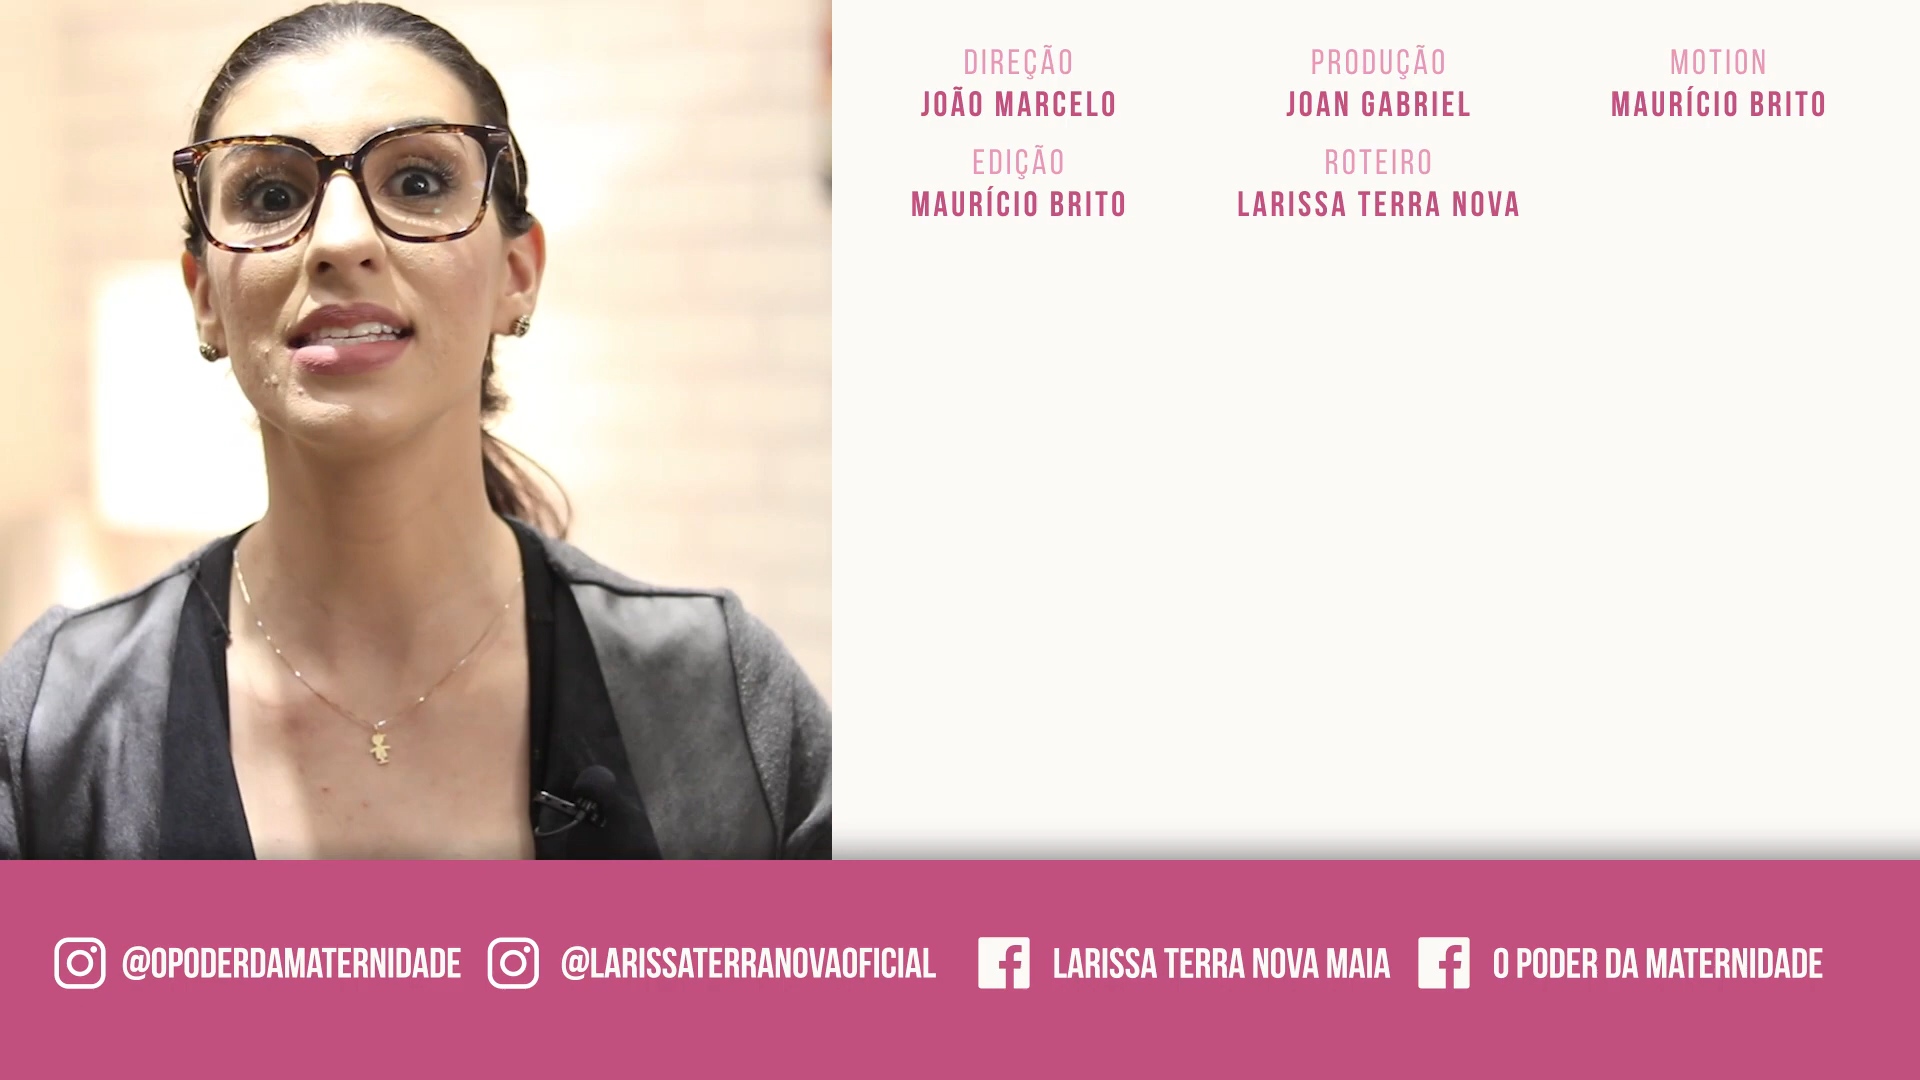 DIREÇÃO
JOÃO MARCELO
PRODUÇÃO
JOAN GABRIEL
MOTION
MAURÍCIO BRITO
EDIÇÃO
MAURÍCIO BRITO
ROTEIRO
LARISSA TERRA NOVA
@OPODERDAMATERNIDADE
@LARISSATERRANOVAOFICIAL
LARISSA TERRA NOVA MAIA
O PODER DA MATERNIDADE